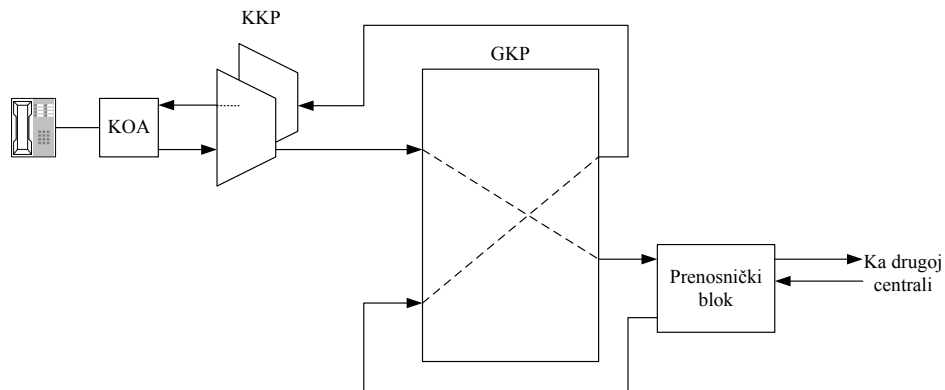 KKP
GKP
KOA
Prenosnički
blok
Ka drugoj
centrali